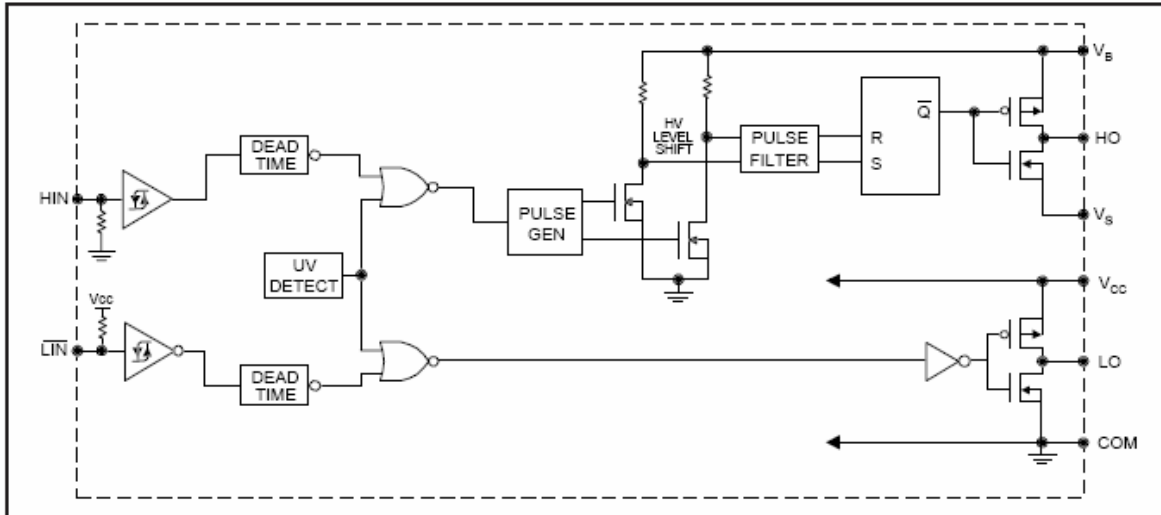 V_B
HV
LEVEL
SHIFT
PULSE
FILTER
R
S
Q̅
HO
V_S
DEAD
TIME
HIN
PULSE
GEN
UV
DETECT
V_CC
Vcc
L̅I̅N̅
DEAD
TIME
LO
COM